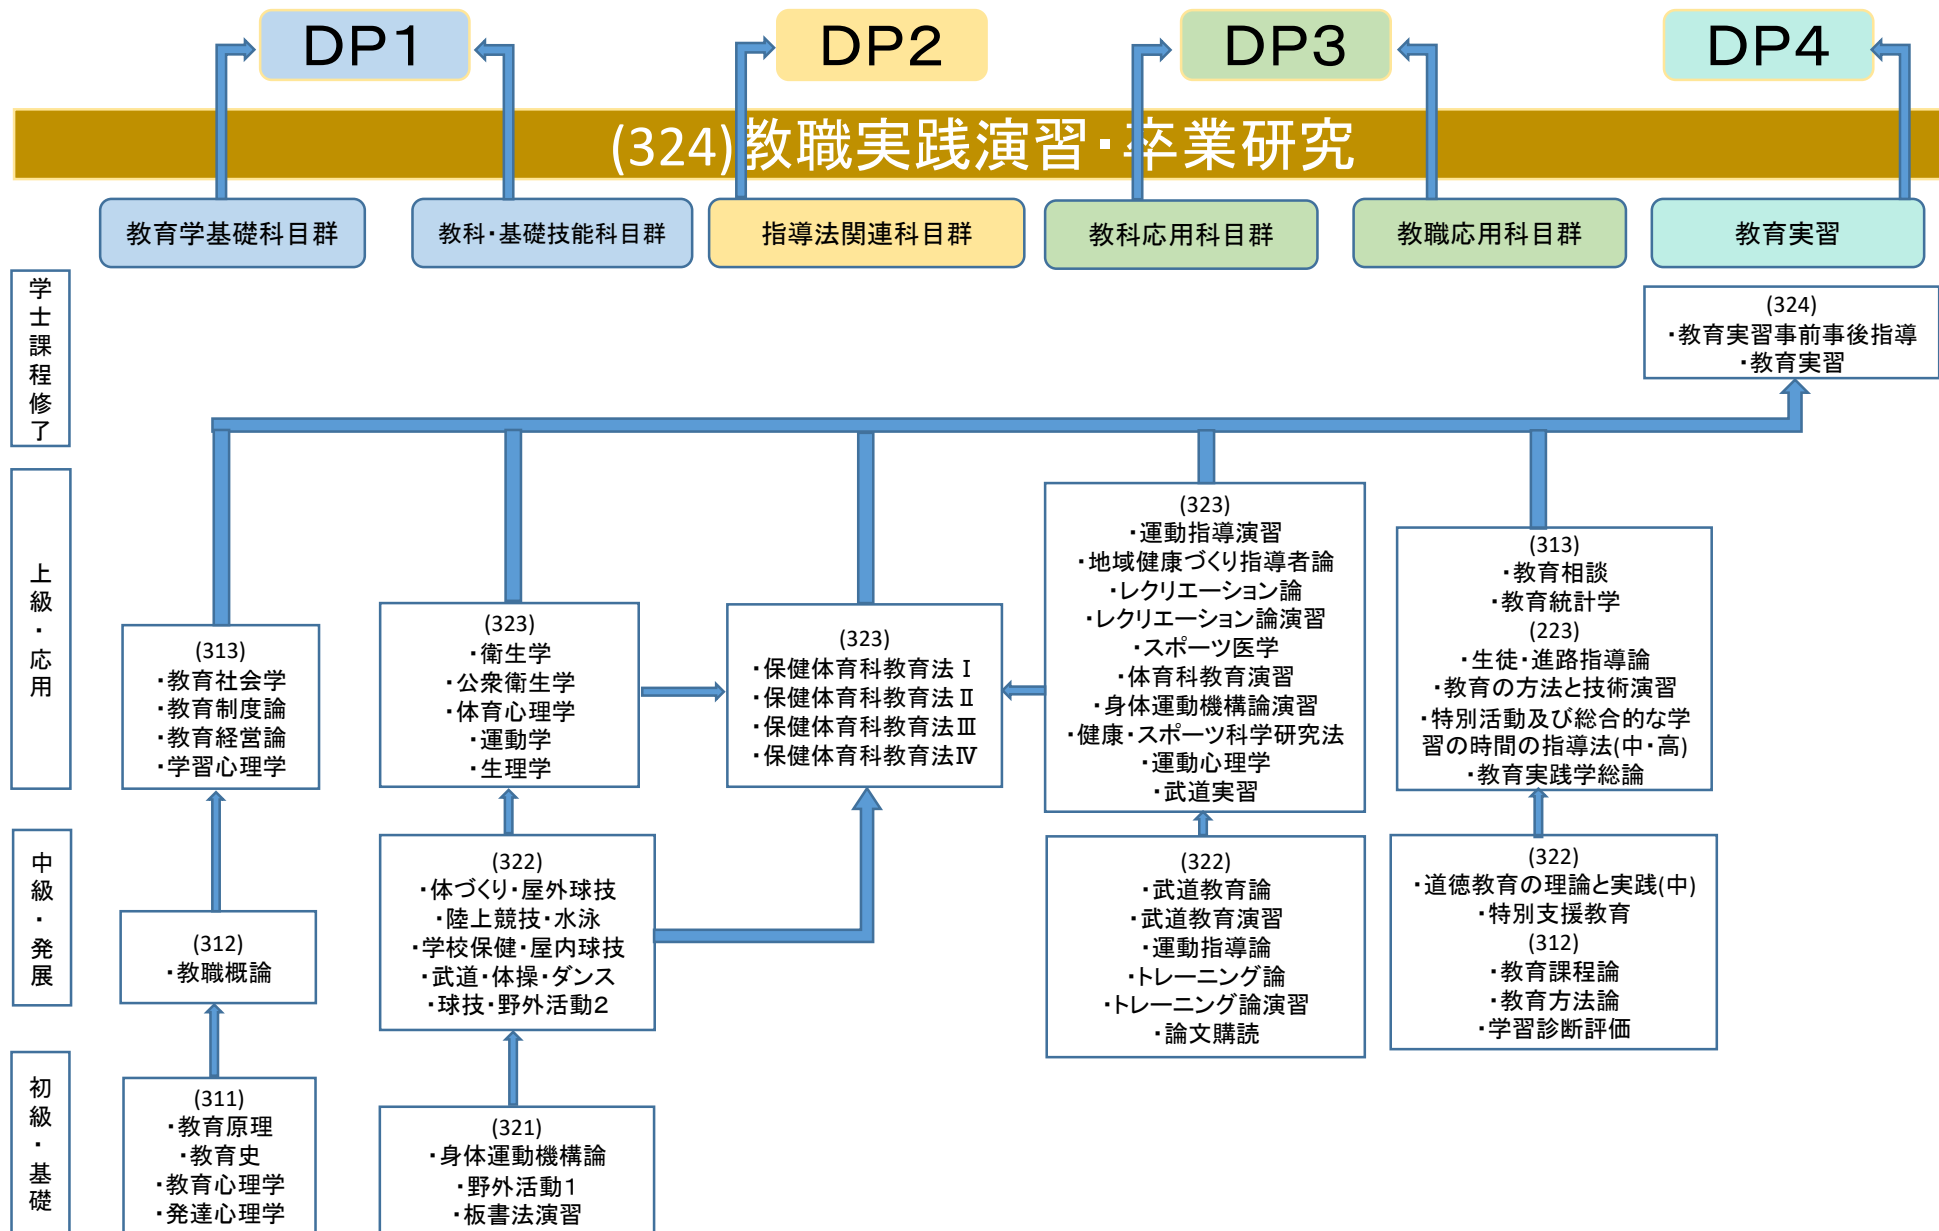 DP1
DP2
DP3
DP4
(324)教職実践演習・卒業研究
教育学基礎科目群
教科・基礎技能科目群
指導法関連科目群
教科応用科目群
教職応用科目群
教育実習
学士課程修了
(324)
・教育実習事前事後指導
・教育実習
上級・応用
(313)
・教育社会学
・教育制度論
・教育経営論
・学習心理学
(323)
・衛生学
・公衆衛生学
・体育心理学
・運動学
・生理学
(323)
・保健体育科教育法Ⅰ
・保健体育科教育法Ⅱ
・保健体育科教育法Ⅲ
・保健体育科教育法Ⅳ
(323)
・運動指導演習
・地域健康づくり指導者論
・レクリエーション論
・レクリエーション論演習
・スポーツ医学
・体育科教育演習
・身体運動機構論演習
・健康・スポーツ科学研究法
・運動心理学
・武道実習
(313)
・教育相談
・教育統計学
(223)
・生徒・進路指導論
・教育の方法と技術演習
・特別活動及び総合的な学
習の時間の指導法(中・高)
・教育実践学総論
中級・発展
(312)
・教職概論
(322)
・体づくり・屋外球技
・陸上競技・水泳
・学校保健・屋内球技
・武道・体操・ダンス
・球技・野外活動2
(322)
・武道教育論
・武道教育演習
・運動指導論
・トレーニング論
・トレーニング論演習
・論文購読
(322)
・道徳教育の理論と実践(中)
・特別支援教育
(312)
・教育課程論
・教育方法論
・学習診断評価
初級・基礎
(311)
・教育原理
・教育史
・教育心理学
・発達心理学
(321)
・身体運動機構論
・野外活動1
・板書法演習